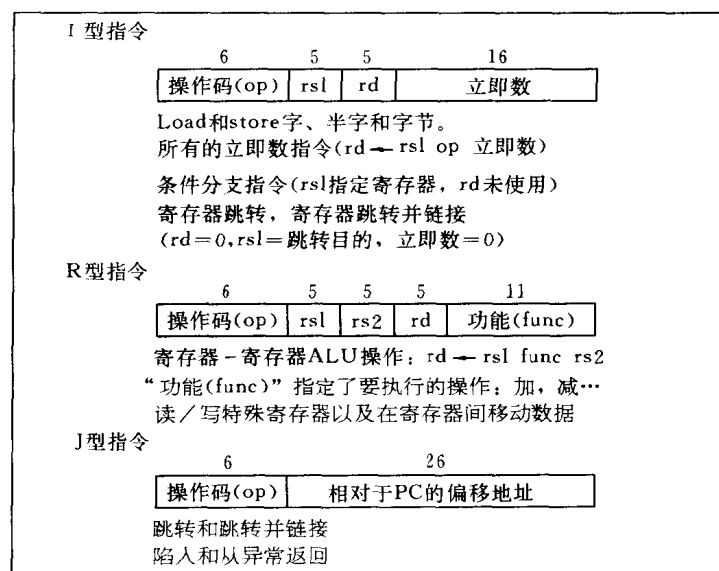 I 型指令
6 5 5 16
操作码(op) rs1 rd 立即数
Load和store字、半字和字节。
所有的立即数指令(rd←rs1 op 立即数)
条件分支指令(rs1指定寄存器，rd未使用)
寄存器跳转，寄存器跳转并链接
(rd=0,rs1=跳转目的，立即数=0)
R型指令
6 5 5 5 11
操作码(op) rs1 rs2 rd 功能(func)
寄存器-寄存器ALU操作：rd←rs1 func rs2
“功能(func)”指定了要执行的操作：加，减…
读／写特殊寄存器以及在寄存器间移动数据
J型指令
6 26
操作码(op) 相对于PC的偏移地址
跳转和跳转并链接
陷入和从异常返回